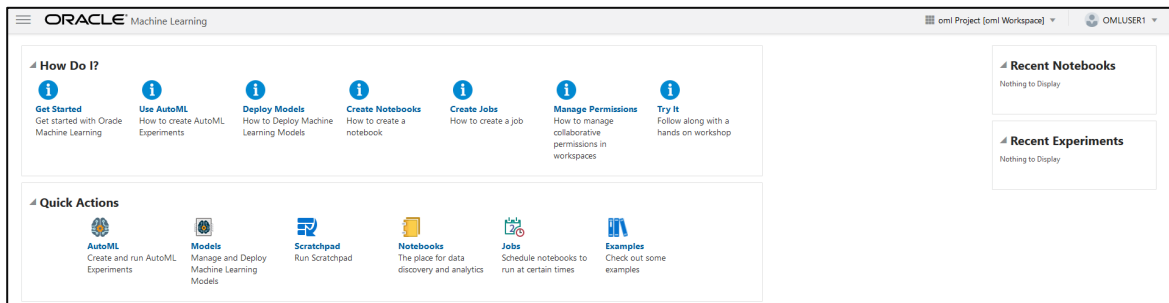 ORACLE® Machine Learning
oml Project [oml Workspace]
OMLUSER1
How Do I?
Get Started
Get started with Oracle
Machine Learning
Use AutoML
How to create AutoML
Experiments
Deploy Models
How to Deploy Machine
Learning Models
Create Notebooks
How to create a
notebook
Create Jobs
How to create a job
Manage Permissions
How to manage
collaborative
permissions in
workspaces
Try It
Follow along with a
hands on workshop
Quick Actions
AutoML
Create and run AutoML
Experiments
Models
Manage and Deploy
Machine Learning
Models
Scratchpad
Run Scratchpad
Notebooks
The place for data
discovery and analytics
Jobs
Schedule notebooks to
run at certain times
Examples
Check out some
examples
Recent Notebooks
Nothing to Display
Recent Experiments
Nothing to Display